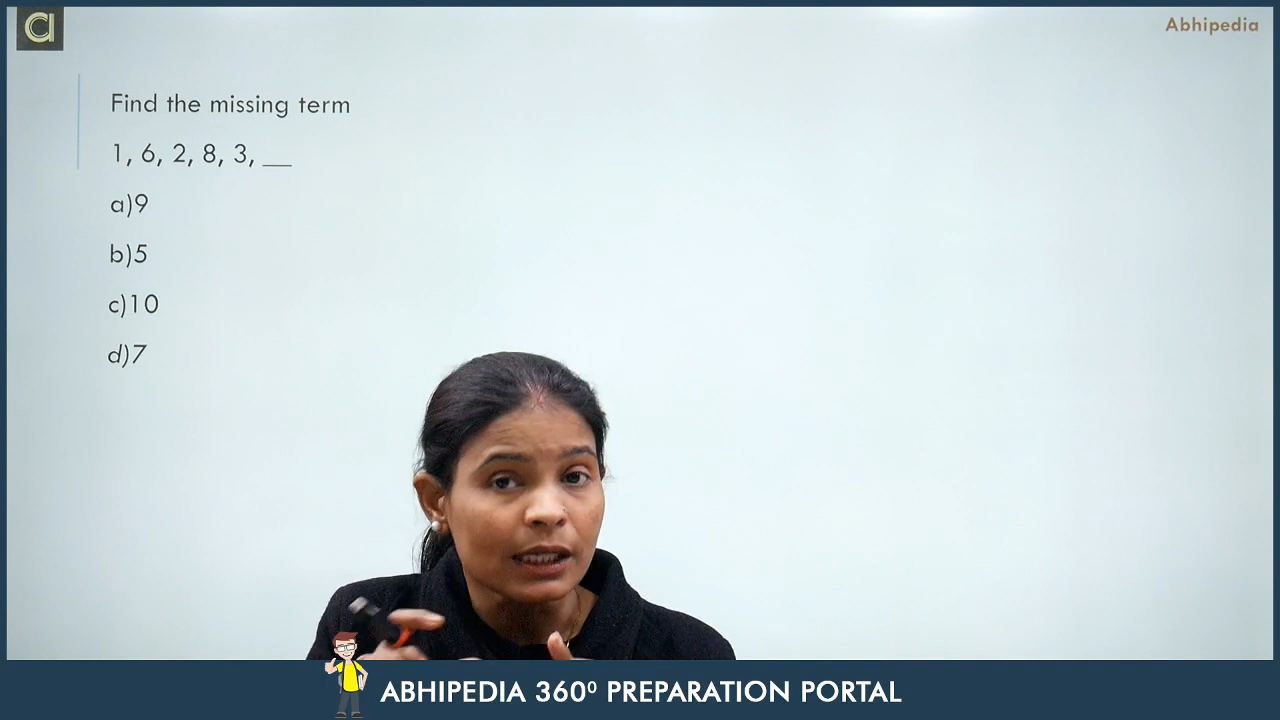 a
Abhipedia
Find the missing term
1, 6, 2, 8, 3, __
a)9
b)5
c)10
d)7
ABHIPEDIA 360⁰ PREPARATION PORTAL